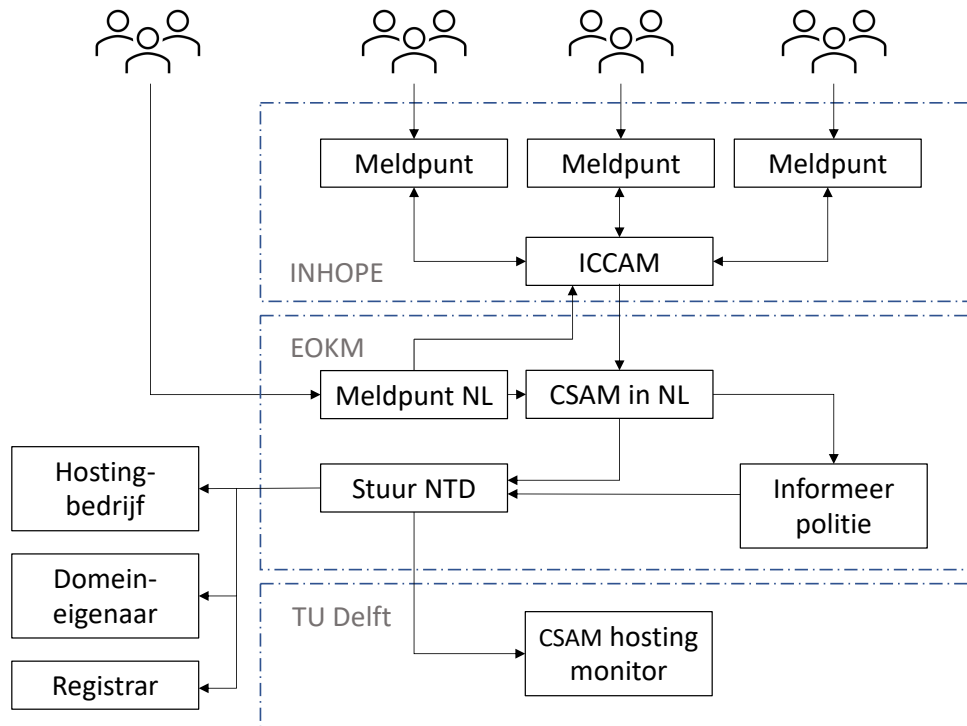 Meldpunt
Meldpunt
Meldpunt
ICCAM
INHOPE
EOKM
Meldpunt NL
CSAM in NL
Hosting-
bedrijf
Stuur NTD
Informeer
politie
Domein-
eigenaar
TU Delft
CSAM hosting
monitor
Registrar